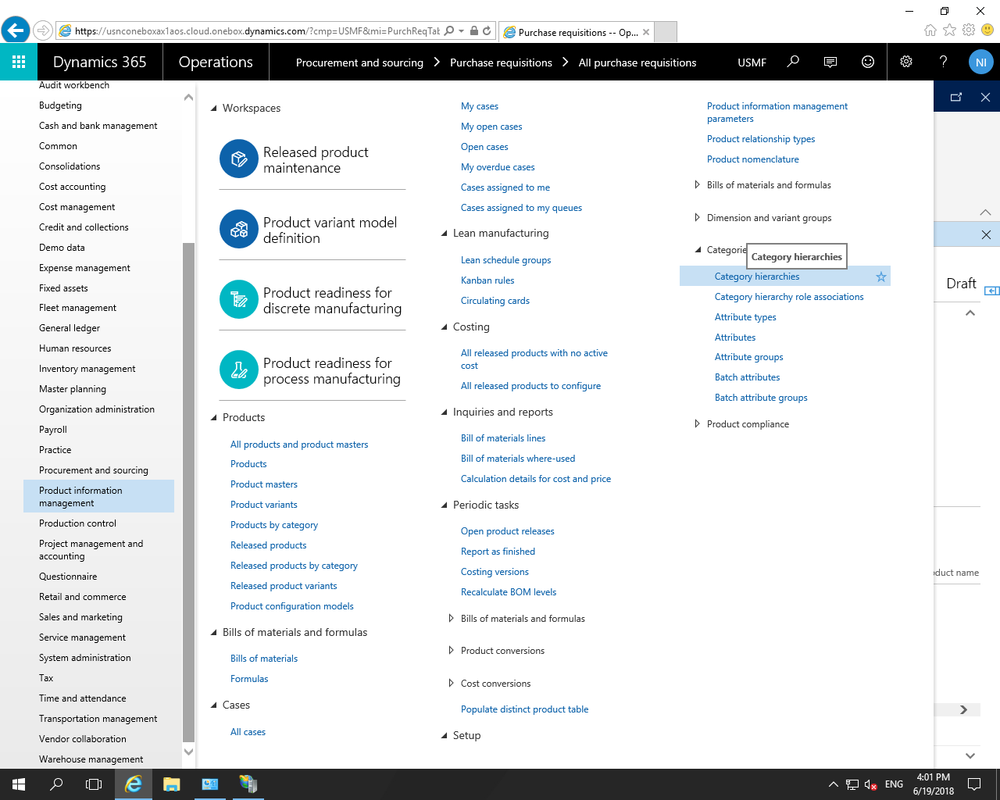 https://usnconeboxax1aos.cloud.onebox.dynamics.com/?cmp=USMF&mi=PurchReqTab
Purchase requisitions -- Op...
Dynamics 365
Operations
Procurement and sourcing > Purchase requisitions > All purchase requisitions
USMF
?
NI
Audit workbench
Budgeting
Cash and bank management
Common
Consolidations
Cost accounting
Cost management
Credit and collections
Demo data
Expense management
Fixed assets
Fleet management
General ledger
Human resources
Inventory management
Master planning
Organization administration
Payroll
Practice
Procurement and sourcing
Product information
management
Production control
Project management and
accounting
Questionnaire
Retail and commerce
Sales and marketing
Service management
System administration
Tax
Time and attendance
Transportation management
Vendor collaboration
Warehouse management
Workspaces
Released product
maintenance
Product variant model
definition
Product readiness for
discrete manufacturing
Product readiness for
process manufacturing
Products
All products and product masters
Products
Product masters
Product variants
Products by category
Released products
Released products by category
Released product variants
Product configuration models
Bills of materials and formulas
Bills of materials
Formulas
Cases
All cases
My cases
My open cases
Open cases
My overdue cases
Cases assigned to me
Cases assigned to my queues
Lean manufacturing
Lean schedule groups
Kanban rules
Circulating cards
Costing
All released products with no active
cost
All released products to configure
Inquiries and reports
Bill of materials lines
Bill of materials where-used
Calculation details for cost and price
Periodic tasks
Open product releases
Report as finished
Costing versions
Recalculate BOM levels
Bills of materials and formulas
Product conversions
Cost conversions
Populate distinct product table
Setup
Product information management
parameters
Product relationship types
Product nomenclature
Bills of materials and formulas
Dimension and variant groups
Categorie
Category hierarchies
Category hierarchies
Category hierarchy role associations
Attribute types
Attributes
Attribute groups
Batch attributes
Batch attribute groups
Product compliance
Draft
oduct name
ENG
4:01 PM
6/19/2018